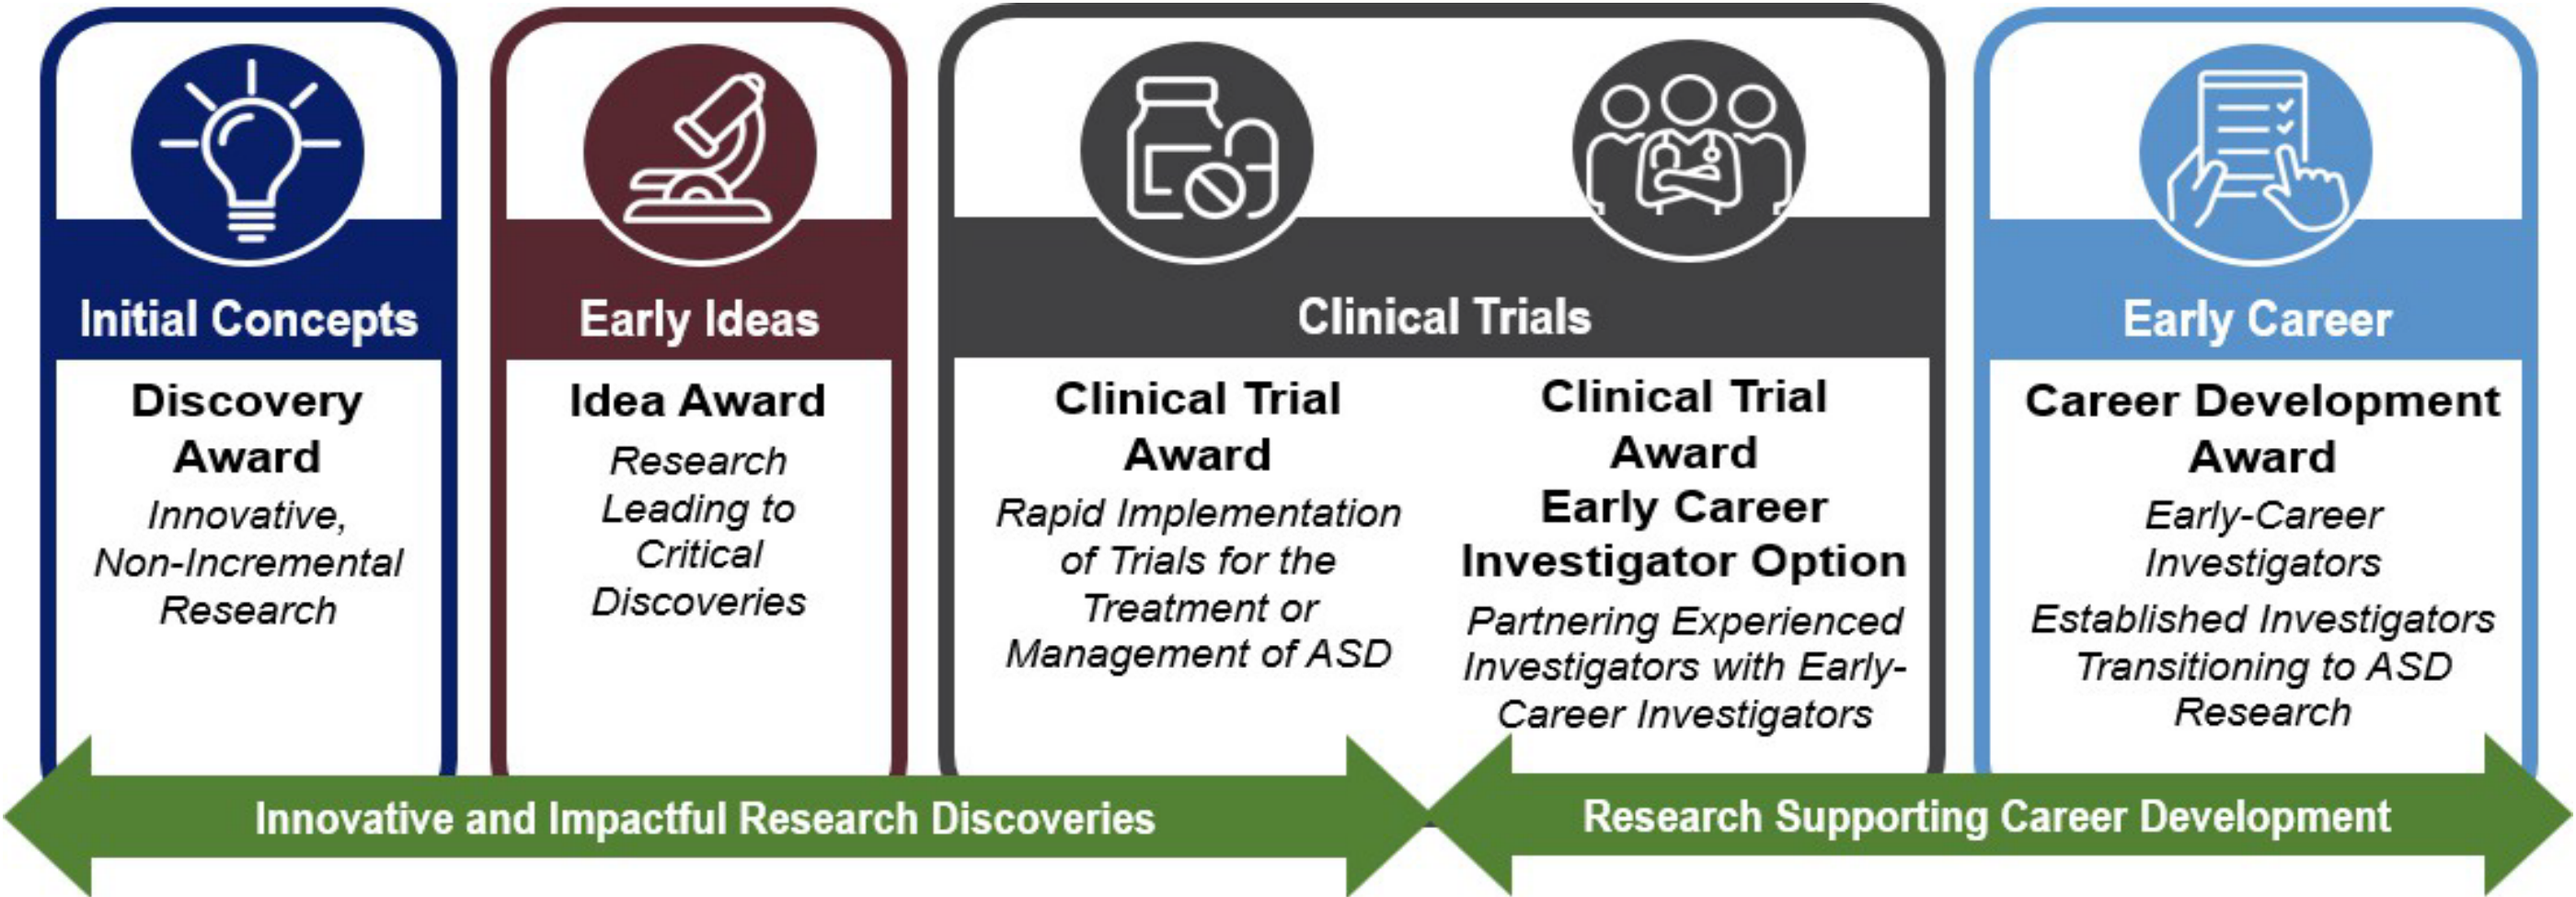 Initial Concepts
Discovery
Award
Innovative,
Non-Incremental
Research
Early Ideas
Idea Award
Research
Leading to
Critical
Discoveries
Clinical Trials
Clinical Trial
Award
Rapid Implementation
of Trials for the
Treatment or
Management of ASD
Clinical Trial
Award
Early Career
Investigator Option
Partnering Experienced
Investigators with Early-
Career Investigators
Early Career
Career Development
Award
Early-Career
Investigators
Established Investigators
Transitioning to ASD
Research
Innovative and Impactful Research Discoveries
Research Supporting Career Development